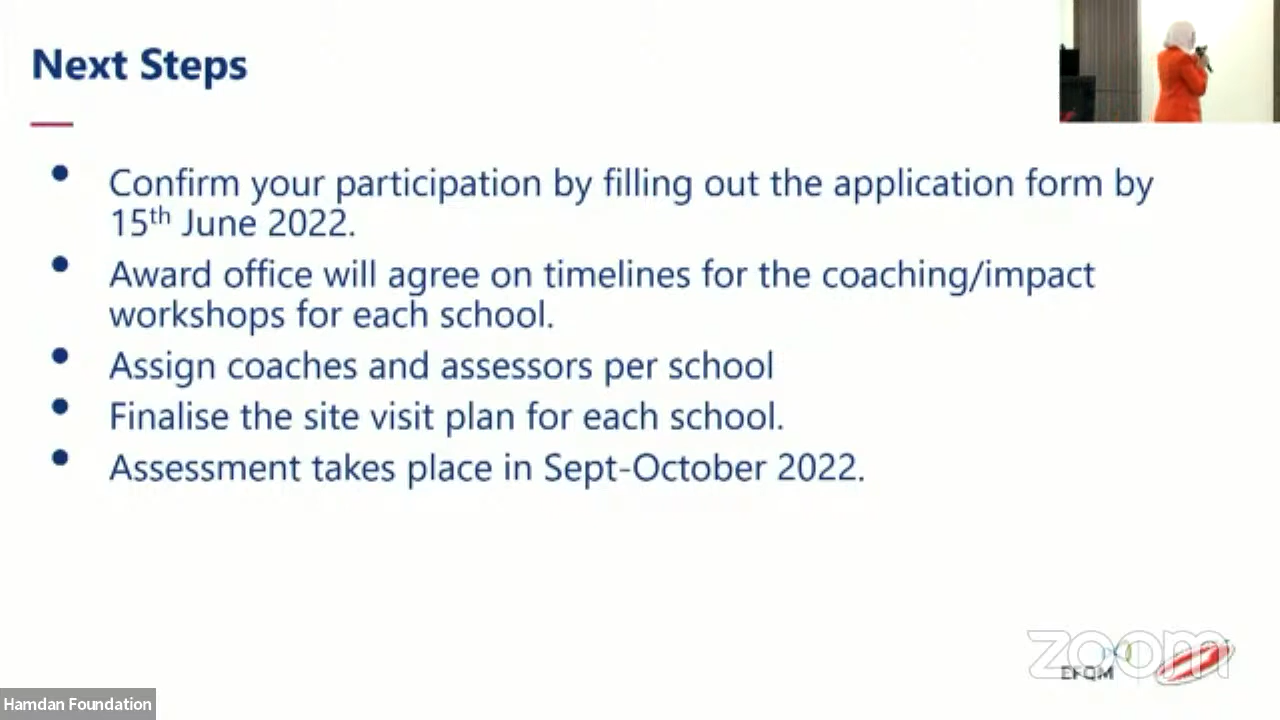 Next Steps
Confirm your participation by filling out the application form by
15th June 2022.
Award office will agree on timelines for the coaching/impact
workshops for each school.
Assign coaches and assessors per school
Finalise the site visit plan for each school.
Assessment takes place in Sept-October 2022.
zoom
EFQM
Hamdan Foundation